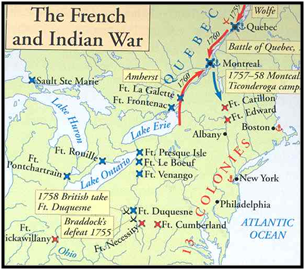 The French
and Indian War
QUEBEC
Wolfe
1759
1760
Battle of Quebec,
Montreal
1757–58 Montcal
Ticonderoga camp
Amherst
Sault Ste Marie
Ft. La Galette
Ft. Frontenac
Ft. Carillon
Ft. Edward
Albany
Boston
Lake Huron
Lake Erie
Ft.
Pontchartrain
Ft. Rouille
Lake Ontario
Ft. Presque Isle
Ft. Le Boeuf
Ft. Venango
New York
13 COLONIES
1758 British take
Ft. Duquesne
Ft. Duquesne
Philadelphia
Braddock's
defeat 1755
Ft. Necessity
Ft. Cumberland
ATLANTIC
OCEAN
Ft.
Pickawillany
Ohio